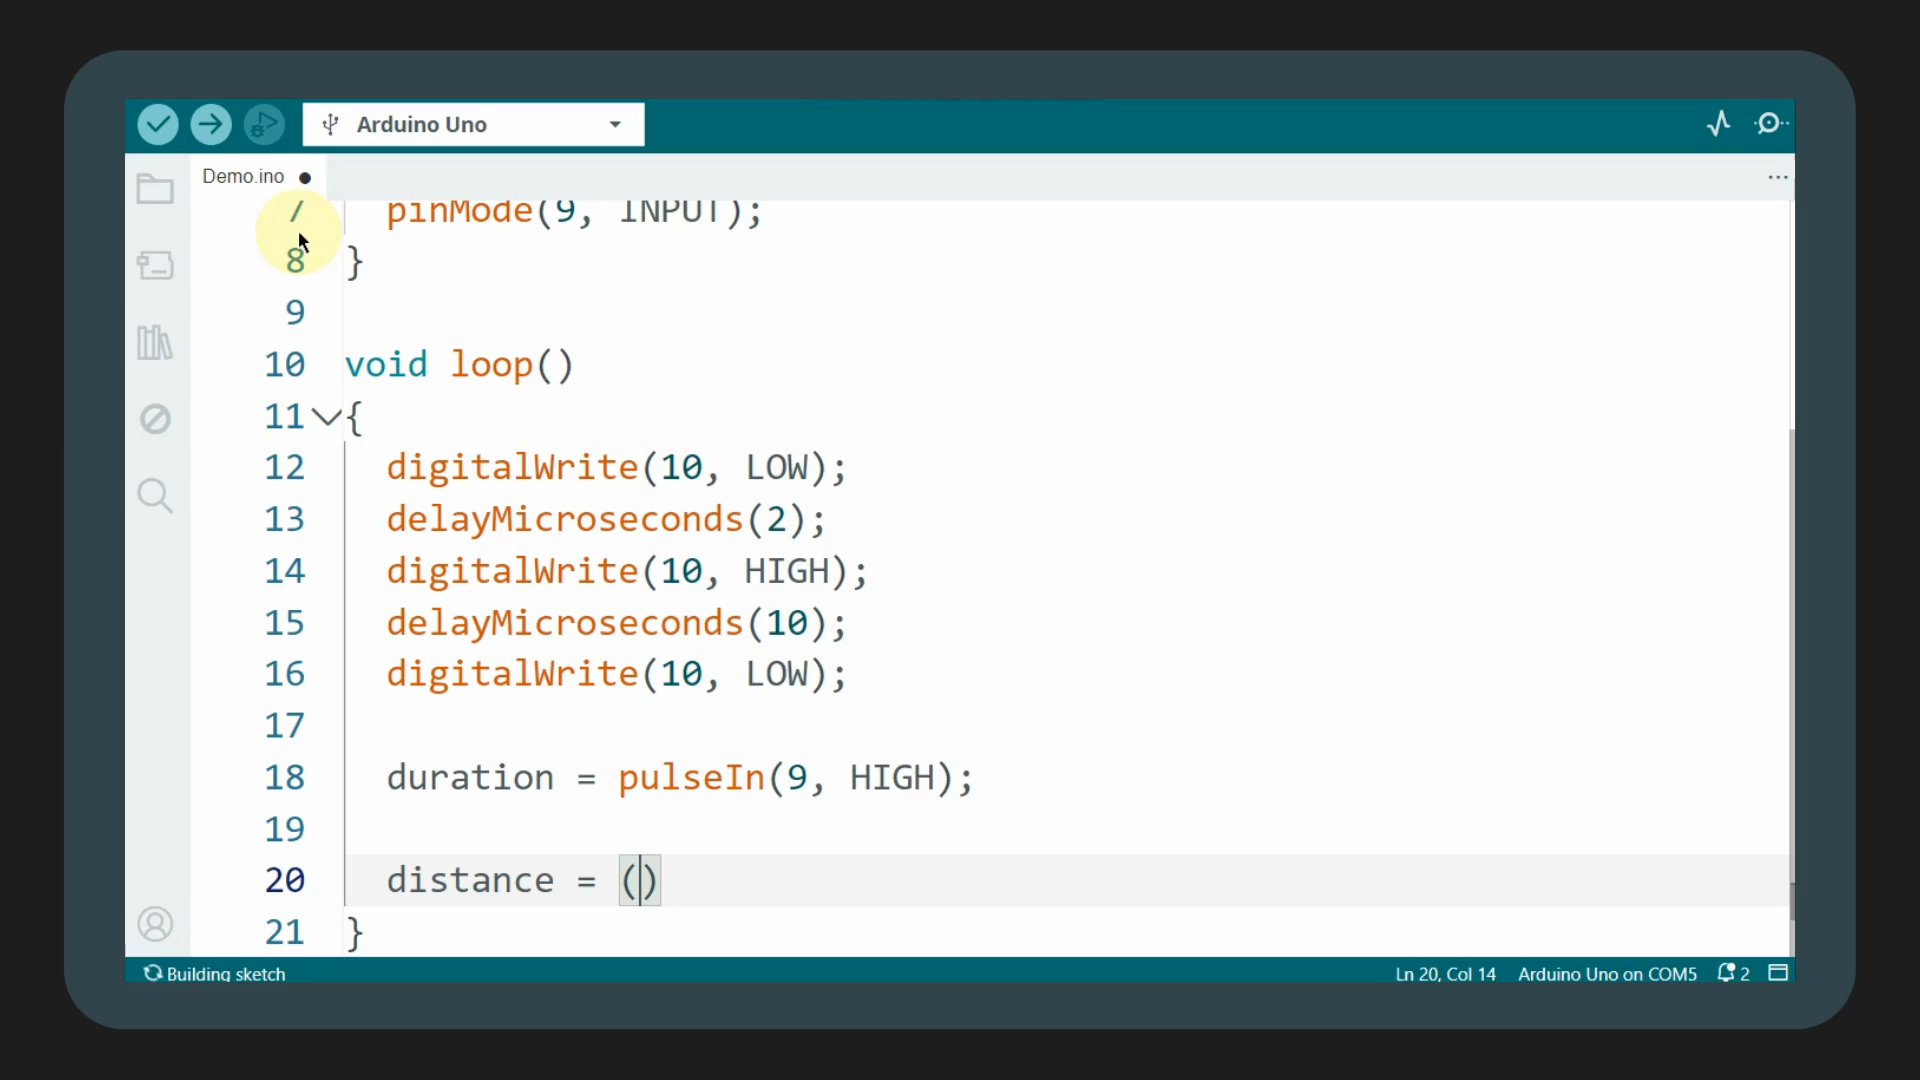 Arduino Uno
Demo.ino
7 pinMode(9, INPUT);
8 }
9
10 void loop()
11 {
12 digitalWrite(10, LOW);
13 delayMicroseconds(2);
14 digitalWrite(10, HIGH);
15 delayMicroseconds(10);
16 digitalWrite(10, LOW);
17
18 duration = pulseIn(9, HIGH);
19
20 distance = ()
21 }
Building sketch Ln 20, Col 14 Arduino Uno on COM5 2